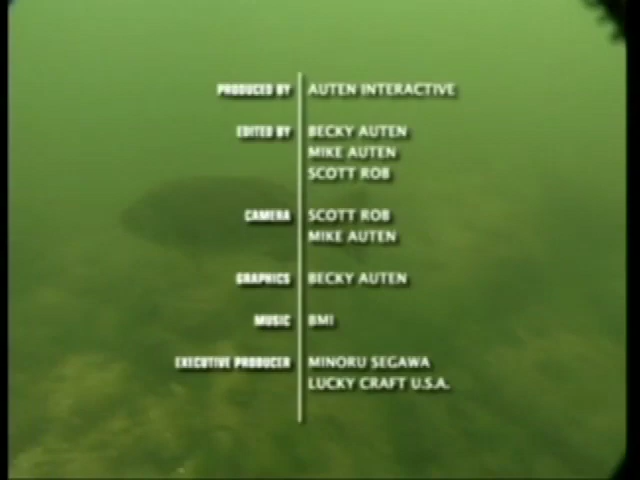 PRODUCED BY AUTEN INTERACTIVE
EDITED BY BECKY AUTEN
MIKE AUTEN
SCOTT ROB
CAMERA SCOTT ROB
MIKE AUTEN
GRAPHICS BECKY AUTEN
MUSIC BMI
EXECUTIVE PRODUCER MINORU SEGAWA
LUCKY CRAFT U.S.A.